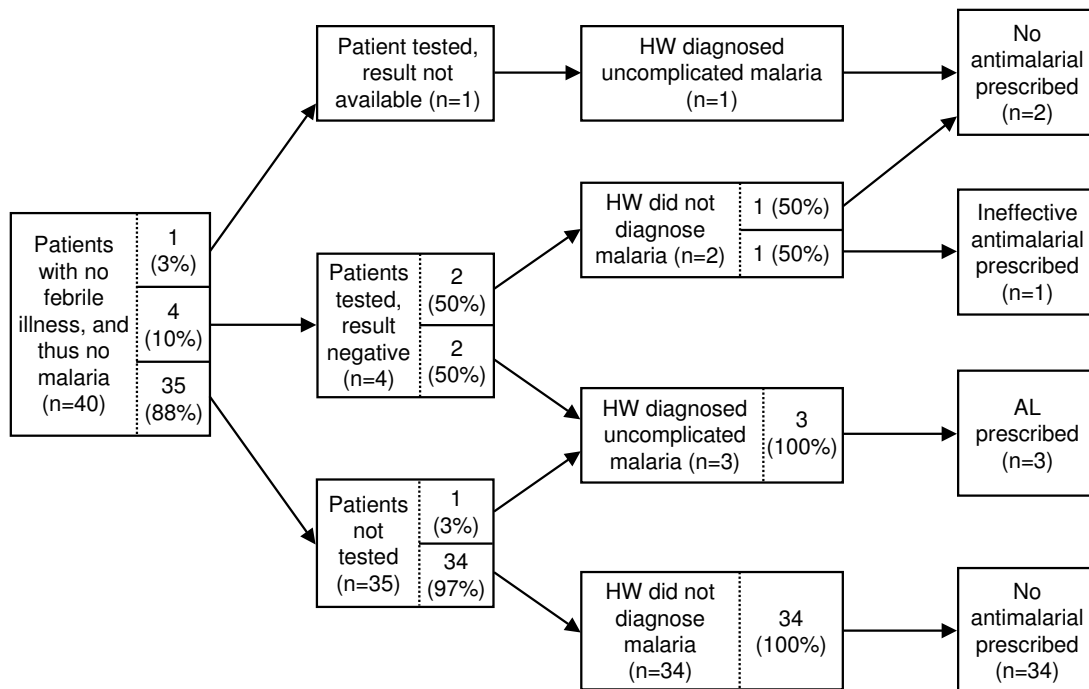 Patient tested,
result not
available (n=1)
HW diagnosed
uncomplicated malaria
(n=1)
No
antimalarial
prescribed
(n=2)
Patients
with no
febrile
illness, and
thus no
malaria
(n=40)
1
(3%)
4
(10%)
35
(88%)
Patients
tested,
result
negative
(n=4)
2
(50%)
2
(50%)
HW did not
diagnose
malaria (n=2)
1 (50%)
1 (50%)
Ineffective
antimalarial
prescribed
(n=1)
HW diagnosed
uncomplicated
malaria (n=3)
3
(100%)
AL
prescribed
(n=3)
Patients
not
tested
(n=35)
1
(3%)
34
(97%)
HW did not
diagnose
malaria
(n=34)
34
(100%)
No
antimalarial
prescribed
(n=34)